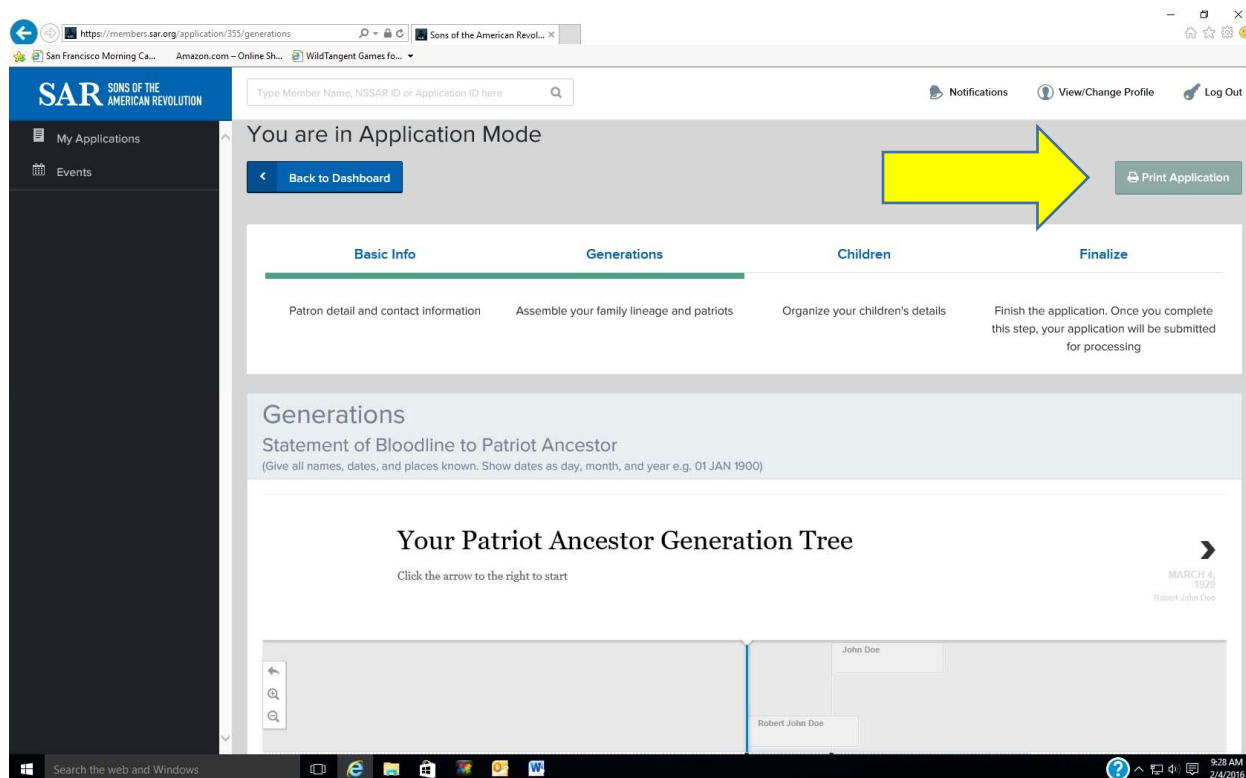 https://members.sar.org/application/355/generations
Sons of the American Revol...
San Francisco Morning Ca... Amazon.com – Online Sh... WildTangent Games fo...
SAR SONS OF THE AMERICAN REVOLUTION
Type Member Name, NSSAR ID or Application ID here
Notifications View/Change Profile Log Out
My Applications
Events
You are in Application Mode
Back to Dashboard
Print Application
Basic Info Generations Children Finalize
Patron detail and contact information Assemble your family lineage and patriots Organize your children's details Finish the application. Once you complete
this step, your application will be submitted
for processing
Generations
Statement of Bloodline to Patriot Ancestor
(Give all names, dates, and places known. Show dates as day, month, and year e.g. 01 JAN 1900)
Your Patriot Ancestor Generation Tree
Click the arrow to the right to start
MARCH 4,
1929
Robert John Doe
John Doe
Robert John Doe
Search the web and Windows
9:28 AM
2/4/2016